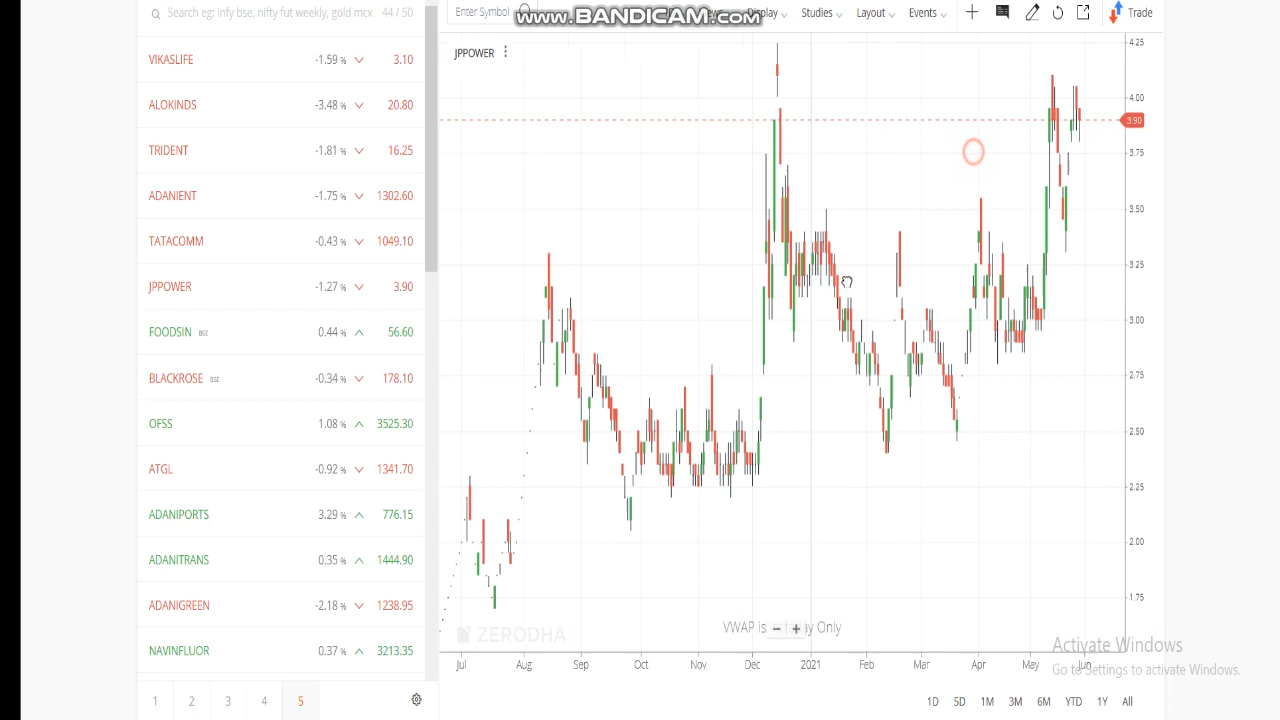 Search eg: infy bse, nifty fut weekly, gold mcx 44 / 50
VIKASLIFE -1.59 % 3.10
ALOKINDS -3.48 % 20.80
TRIDENT -1.81 % 16.25
ADANIENT -1.75 % 1302.60
TATACOMM -0.43 % 1049.10
JPPOWER -1.27 % 3.90
FOODSIN BSE 0.44 % 56.60
BLACKROSE BSE -0.34 % 178.10
OFSS 1.08 % 3525.30
ATGL -0.92 % 1341.70
ADANIPORTS 3.29 % 776.15
ADANITRANS 0.35 % 1444.90
ADANIGREEN -2.18 % 1238.95
NAVINFLUOR 0.37 % 3213.35
1 2 3 4 5
Enter Symbol Display Studies Layout Events Trade
www.BANDICAM.com
JPPOWER
4.25
4.00
3.90
3.75
3.50
3.25
3.00
2.75
2.50
2.25
2.00
1.75
ZERODHA
VWAP is Only
Jul Aug Sep Oct Nov Dec 2021 Feb Mar Apr May Jun
Activate Windows
Go to Settings to activate Windows.
1D 5D 1M 3M 6M YTD 1Y All